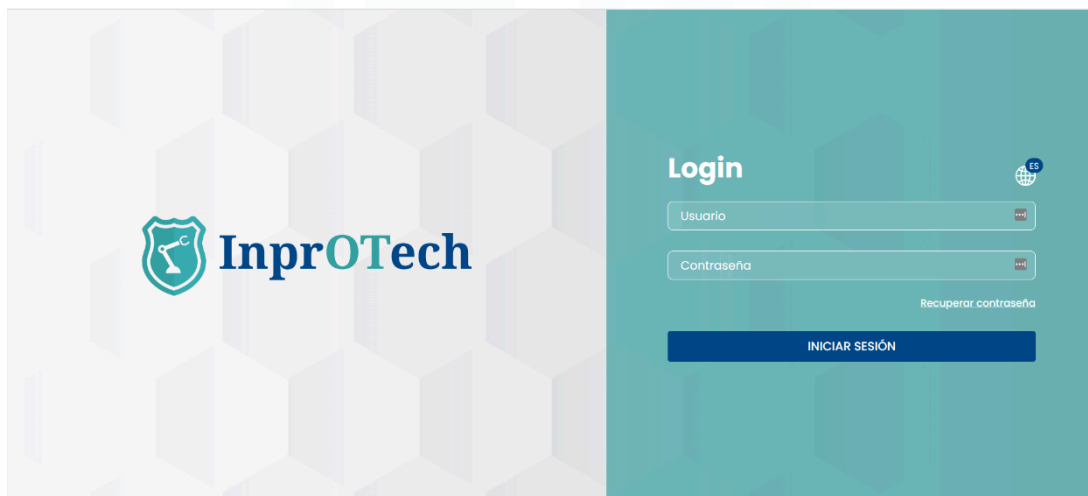 InprOTech
Login
ES
Usuario
Contraseña
Recuperar contraseña
INICIAR SESIÓN